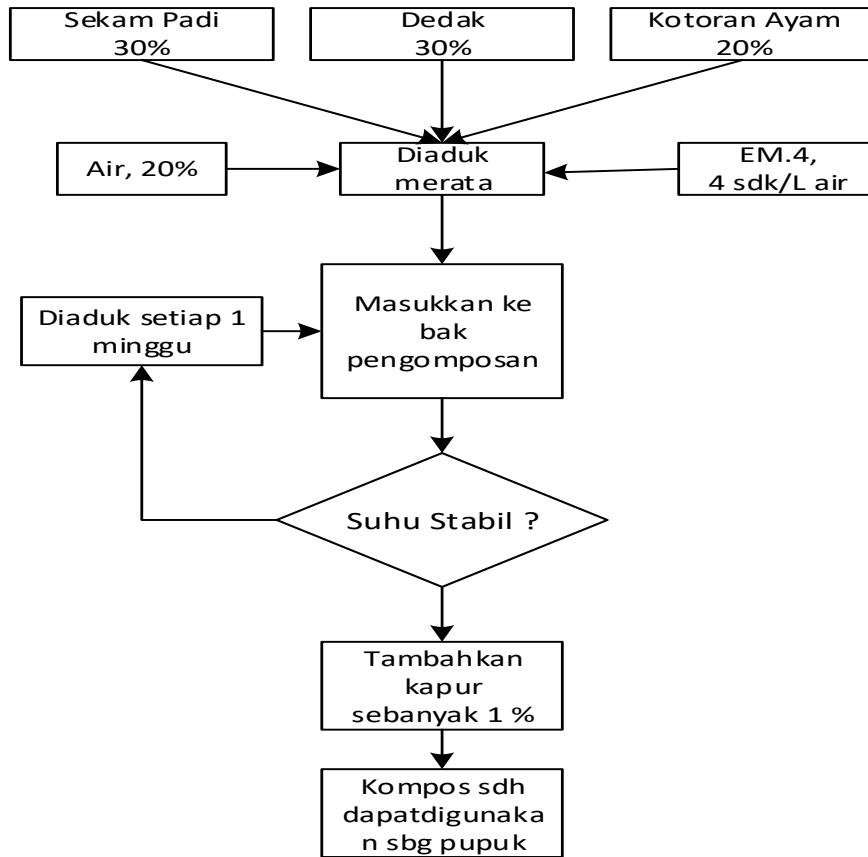 Sekam Padi
30%
Dedak
30%
Kotoran Ayam
20%
Air, 20%
Diaduk
merata
EM.4,
4 sdk/L air
Diaduk setiap 1
minggu
Masukkan ke
bak
pengomposan
Suhu Stabil ?
Tambahkan
kapur
sebanyak 1 %
Kompos sdh
dapatdigunaka
n sbg pupuk